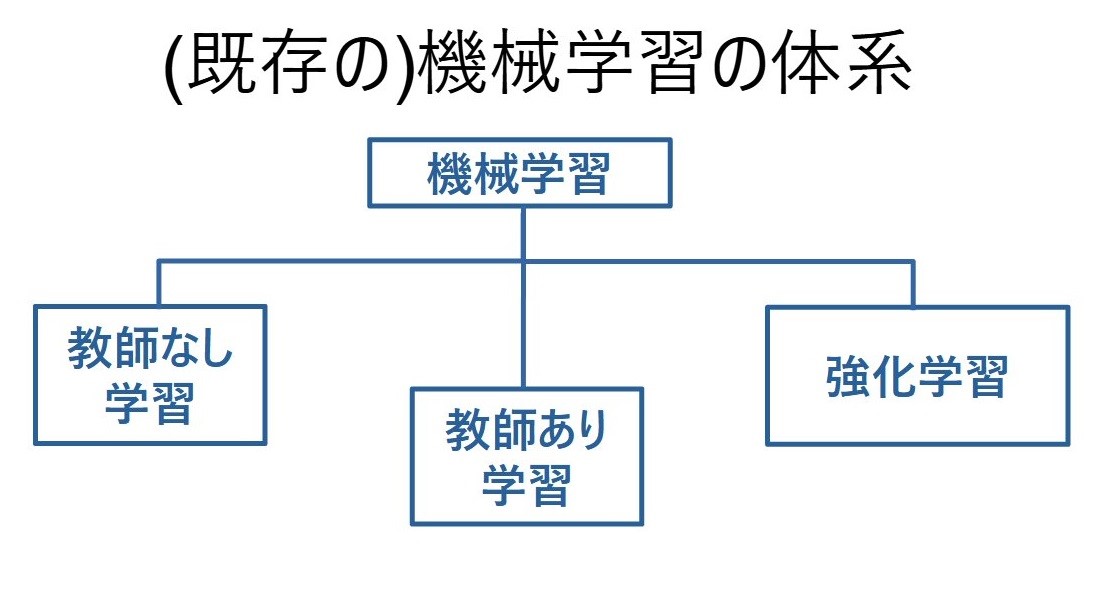 (既存の)機械学習の体系
機械学習
教師なし
学習
教師あり
学習
強化学習